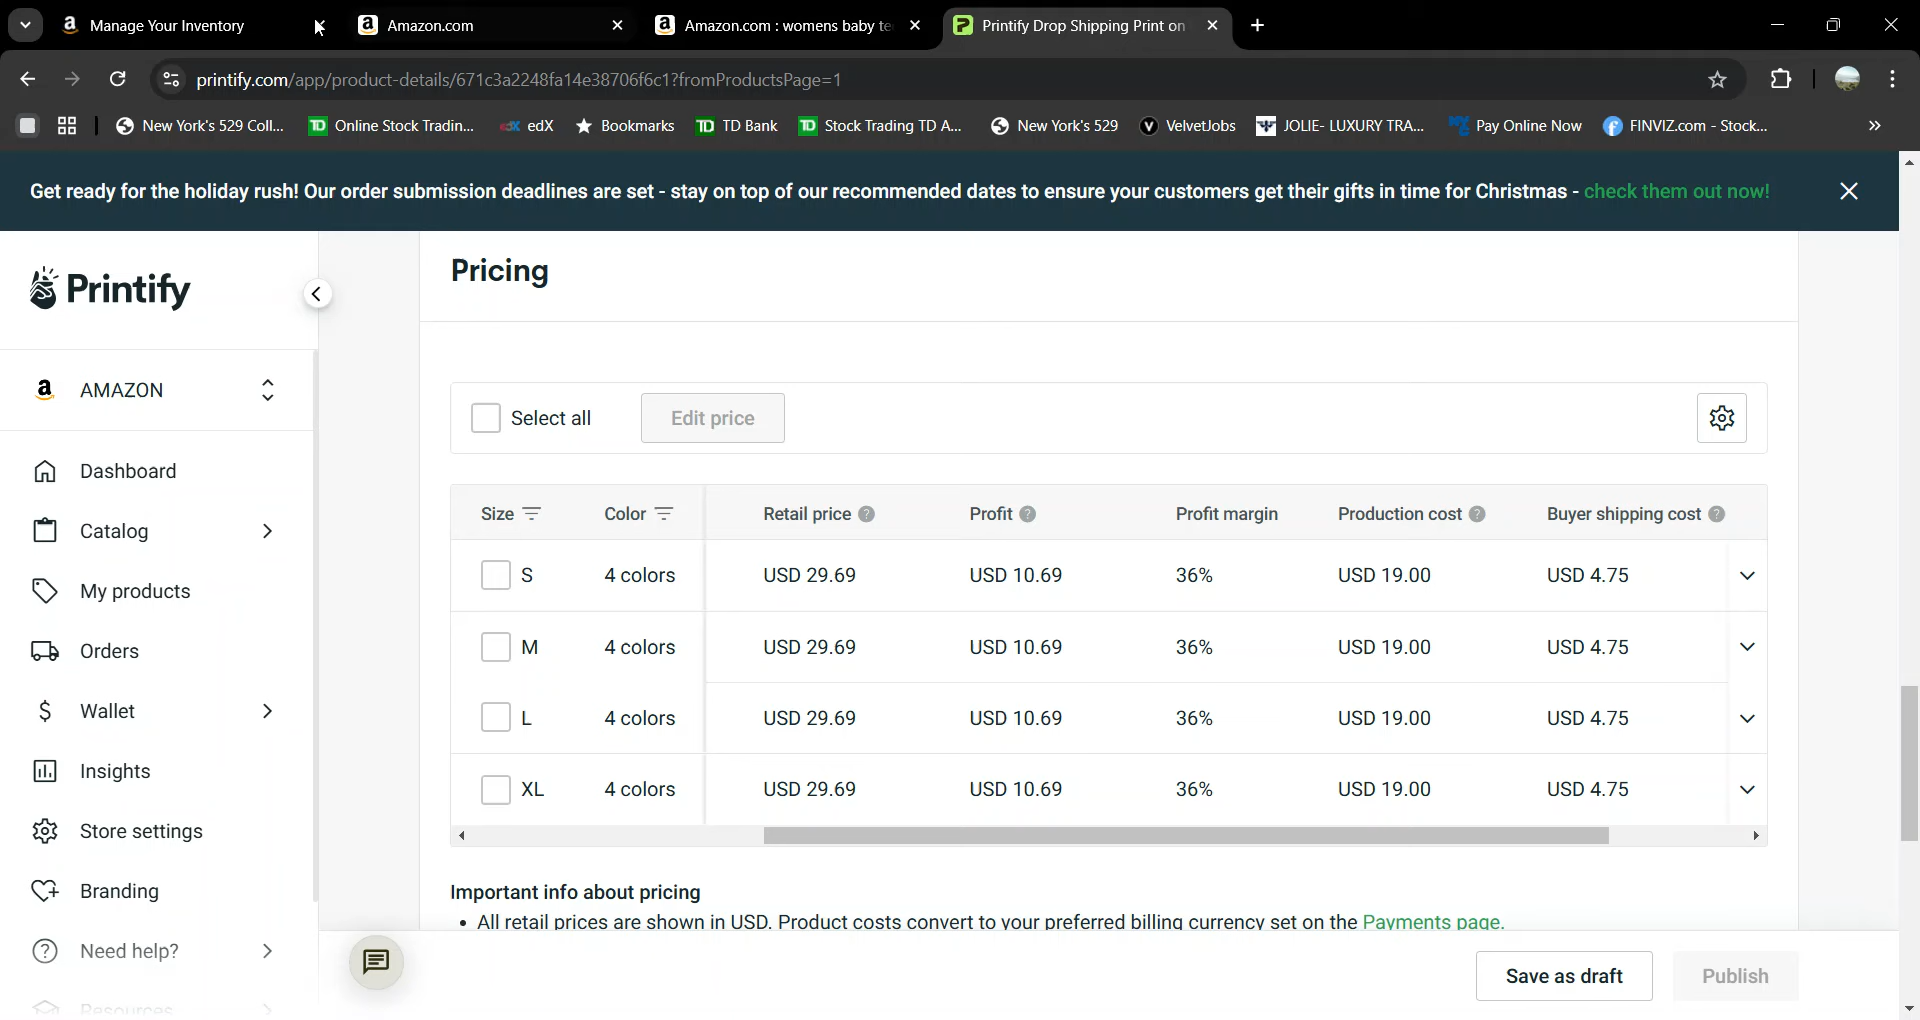 Manage Your Inventory
Amazon.com
Amazon.com : womens baby te
Printify Drop Shipping Print on
printify.com/app/product-details/671c3a2248fa14e38706f6c1?fromProductsPage=1
New York's 529 Coll...
TD Online Stock Tradin...
edX edX
Bookmarks
TD TD Bank
TD Stock Trading TD A...
New York's 529
V VelvetJobs
JOLIE- LUXURY TRA...
Pay Online Now
FINVIZ.com - Stock...
Get ready for the holiday rush! Our order submission deadlines are set - stay on top of our recommended dates to ensure your customers get their gifts in time for Christmas - check them out now!
Printify
AMAZON
Dashboard
Catalog
My products
Orders
Wallet
Insights
Store settings
Branding
Need help?
Resources
Pricing
Select all
Edit price
Size Color Retail price ? Profit ? Profit margin Production cost ? Buyer shipping cost ?
S 4 colors USD 29.69 USD 10.69 36% USD 19.00 USD 4.75
M 4 colors USD 29.69 USD 10.69 36% USD 19.00 USD 4.75
L 4 colors USD 29.69 USD 10.69 36% USD 19.00 USD 4.75
XL 4 colors USD 29.69 USD 10.69 36% USD 19.00 USD 4.75
Important info about pricing
• All retail prices are shown in USD. Product costs convert to your preferred billing currency set on the Payments page.
Save as draft
Publish